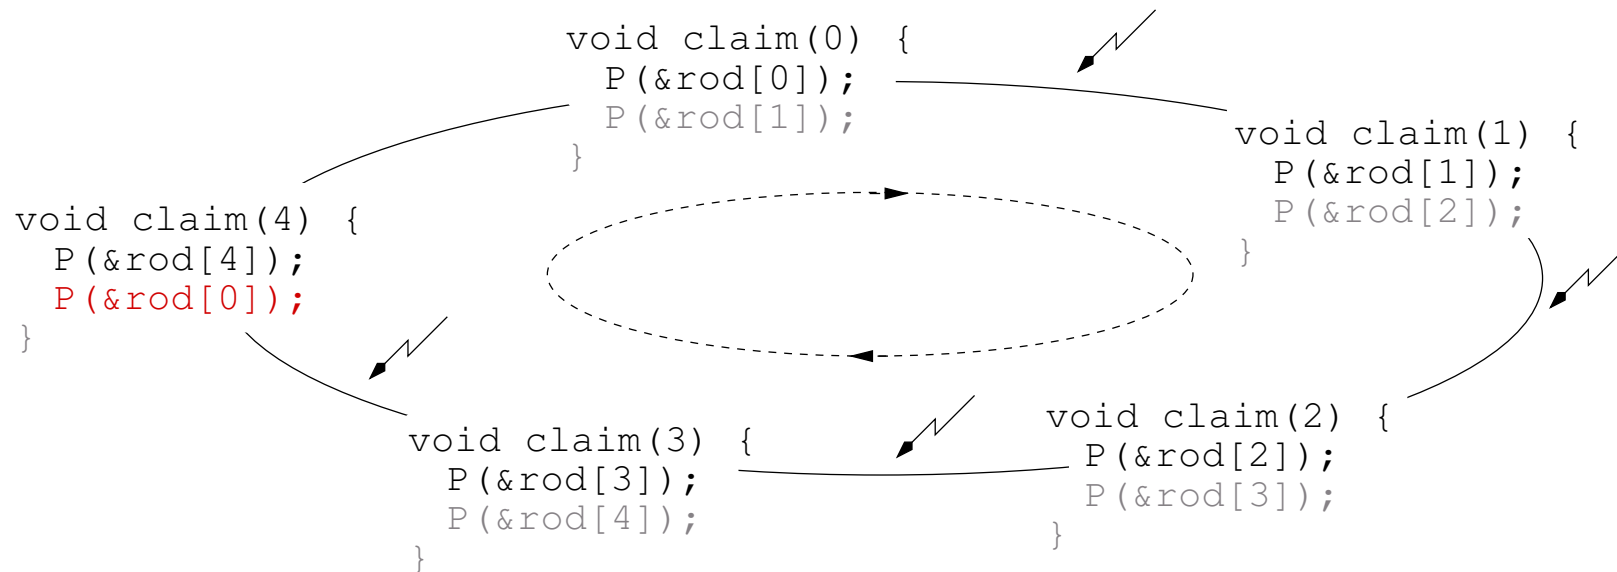 void claim(0) {
P(&rod[0]);
P(&rod[1]);
}
void claim(1) {
P(&rod[1]);
P(&rod[2]);
}
void claim(4) {
P(&rod[4]);
P(&rod[0]);
}
void claim(2) {
P(&rod[2]);
P(&rod[3]);
}
void claim(3) {
P(&rod[3]);
P(&rod[4]);
}